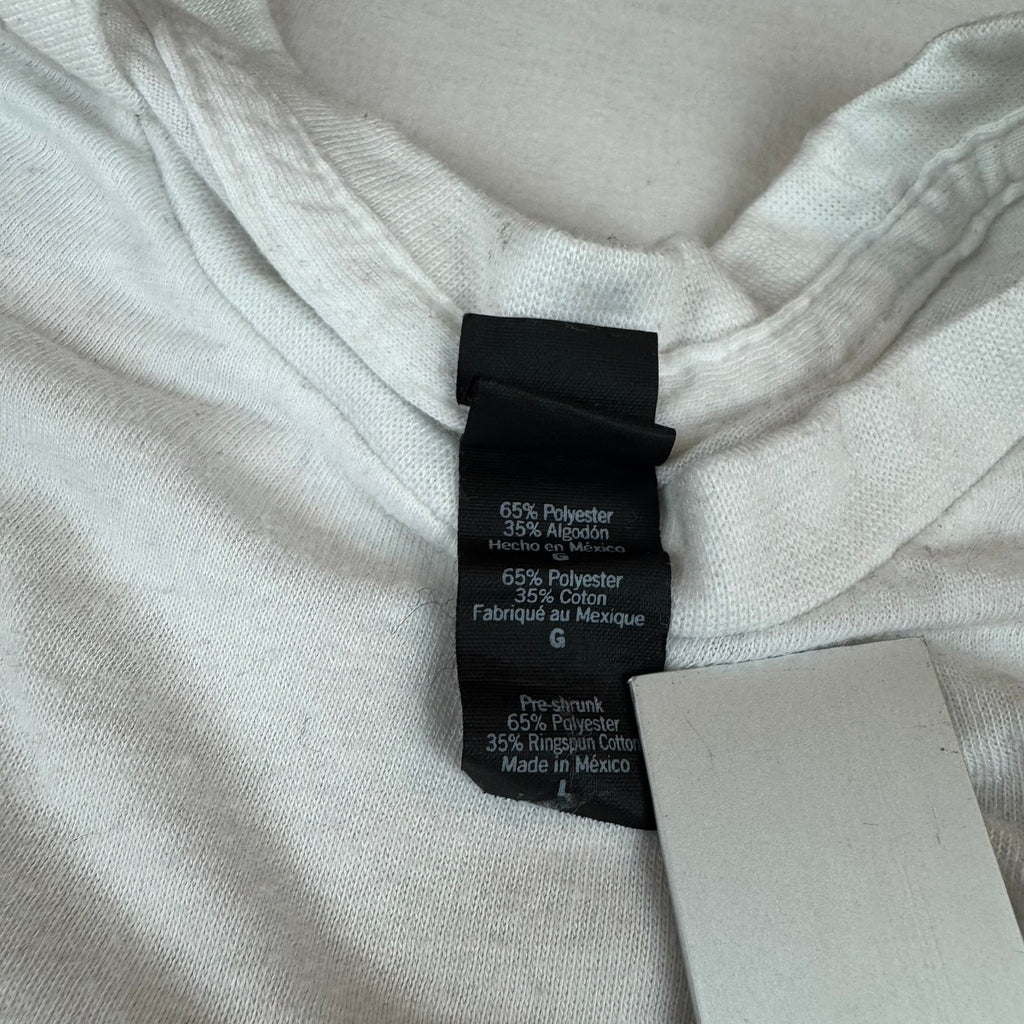 65% Polyester
35% Algodón
Hecho en México
G
65% Polyester
35% Coton
Fabriqué au Mexique
G
Pre-shrunk
65% Polyester
35% Ringspun Cotton
Made in México
L